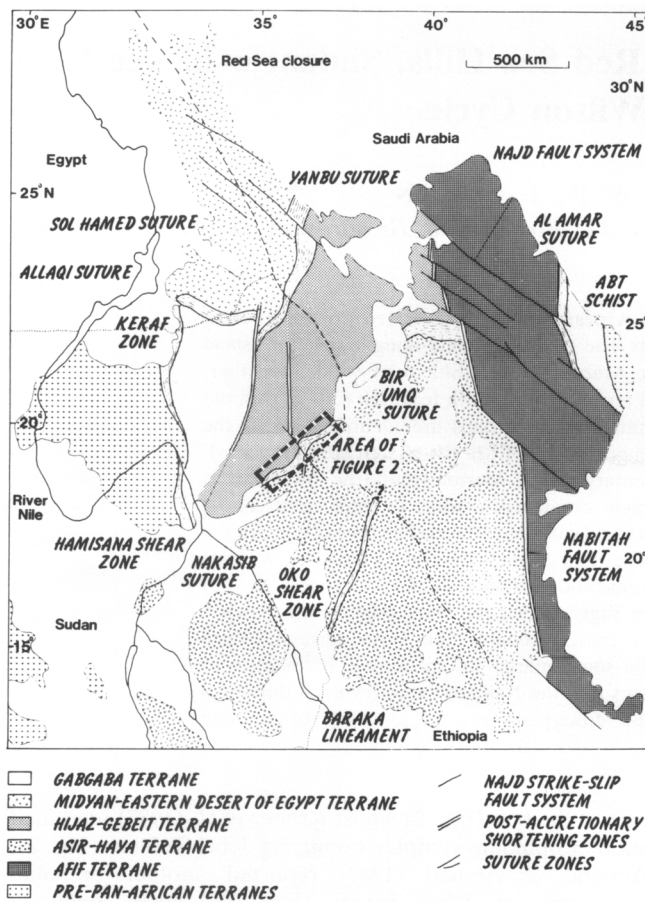 30°E
35°
40°
45°
Red Sea closure
500 km
30°N
Saudi Arabia
Egypt
NAJD FAULT SYSTEM
YANBU SUTURE
25°N
SOL HAMED SUTURE
AL AMAR
SUTURE
ALLAQI SUTURE
ABT
SCHIST
KERAF
ZONE
25°
BIR
UMQ
SUTURE
20°
AREA OF
FIGURE 2
?
River
Nile
HAMISANA SHEAR
ZONE
NAKASIB
SUTURE
OKO
SHEAR
ZONE
NABITAH
FAULT
SYSTEM
20°
Sudan
15°
BARAKA
LINEAMENT
Ethiopia
GABGABA TERRANE
MIDYAN-EASTERN DESERT OF EGYPT TERRANE
HIJAZ-GEBEIT TERRANE
ASIR-HAYA TERRANE
AFIF TERRANE
PRE-PAN-AFRICAN TERRANES
NAJD STRIKE-SLIP
FAULT SYSTEM
POST-ACCRETIONARY
SHORTENING ZONES
SUTURE ZONES